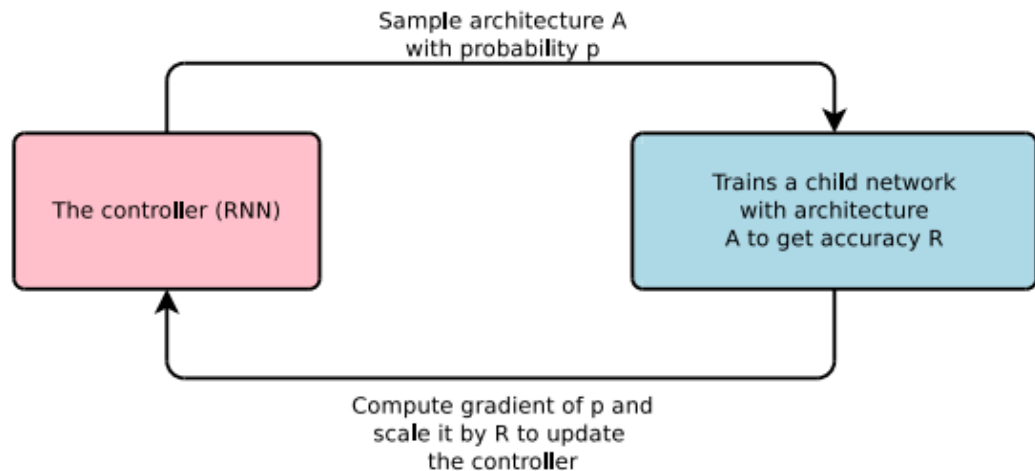 Sample architecture A
with probability p
The controller (RNN)
Trains a child network
with architecture
A to get accuracy R
Compute gradient of p and
scale it by R to update
the controller